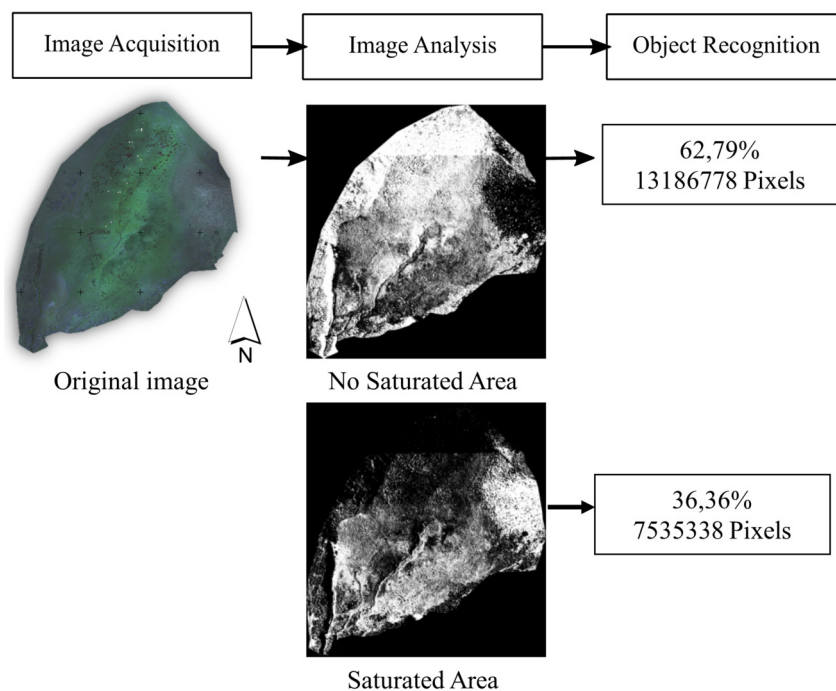 Image Acquisition
Image Analysis
Object Recognition
62,79%
13186778 Pixels
N
Original image
No Saturated Area
36,36%
7535338 Pixels
Saturated Area